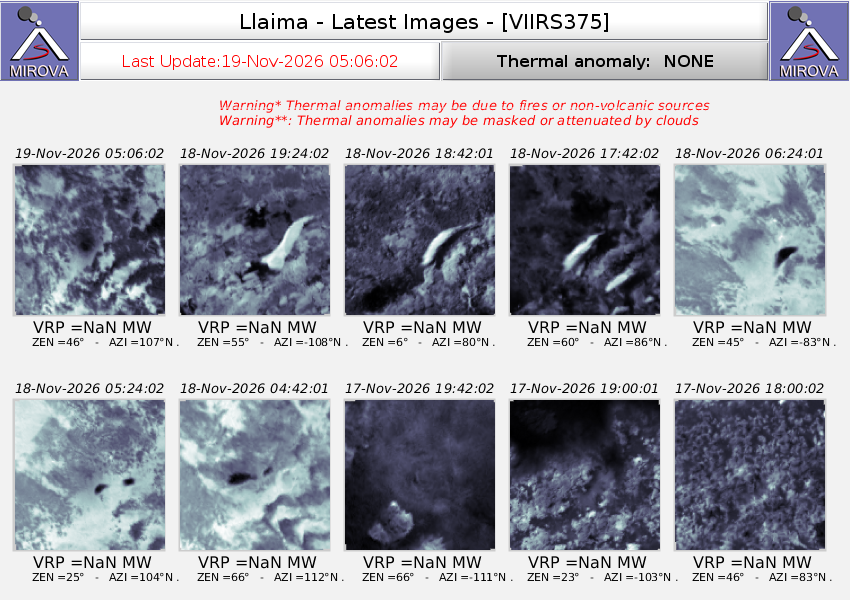 Llaima - Latest Images - [VIIRS375]
MIROVA
Last Update:19-Nov-2026 05:06:02
Thermal anomaly: NONE
MIROVA
Warning* Thermal anomalies may be due to fires or non-volcanic sources
Warning**: Thermal anomalies may be masked or attenuated by clouds
19-Nov-2026 05:06:02 18-Nov-2026 19:24:02 18-Nov-2026 18:42:01 18-Nov-2026 17:42:02 18-Nov-2026 06:24:01
VRP =NaN MW VRP =NaN MW VRP =NaN MW VRP =NaN MW VRP =NaN MW
ZEN =46° - AZI =107°N . ZEN =55° - AZI =-108°N . ZEN =6° - AZI =80°N . ZEN =60° - AZI =86°N . ZEN =45° - AZI =-83°N .
18-Nov-2026 05:24:02 18-Nov-2026 04:42:01 17-Nov-2026 19:42:02 17-Nov-2026 19:00:01 17-Nov-2026 18:00:02
VRP =NaN MW VRP =NaN MW VRP =NaN MW VRP =NaN MW VRP =NaN MW
ZEN =25° - AZI =104°N . ZEN =66° - AZI =112°N . ZEN =66° - AZI =-111°N . ZEN =23° - AZI =-103°N . ZEN =46° - AZI =83°N .